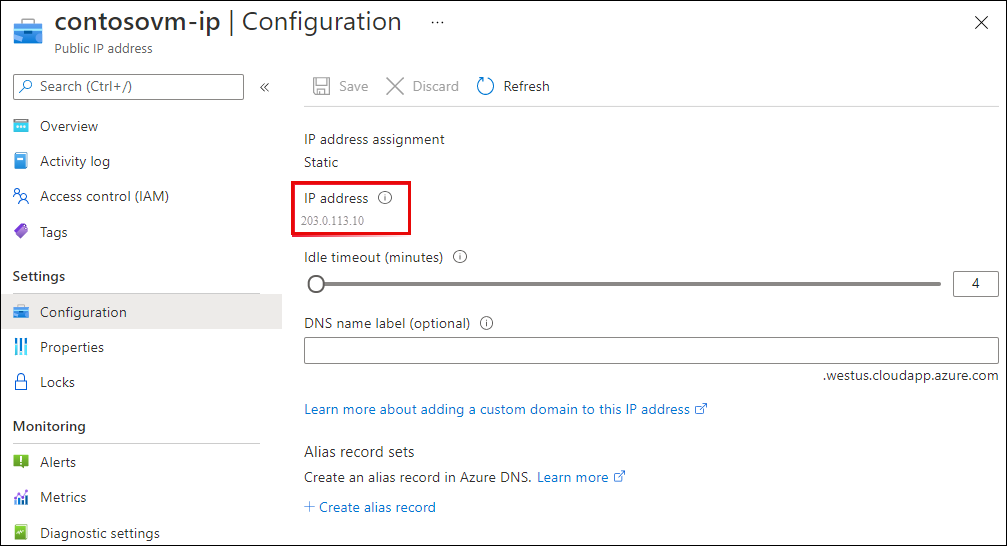 contosovm-ip | Configuration ...
Public IP address
Search (Ctrl+/)
«
Overview
Activity log
Access control (IAM)
Tags
Settings
Configuration
Properties
Locks
Monitoring
Alerts
Metrics
Diagnostic settings
Save
Discard
Refresh
IP address assignment
Static
IP address
203.0.113.10
Idle timeout (minutes)
4
DNS name label (optional)
.westus.cloudapp.azure.com
Learn more about adding a custom domain to this IP address
Alias record sets
Create an alias record in Azure DNS. Learn more
+ Create alias record